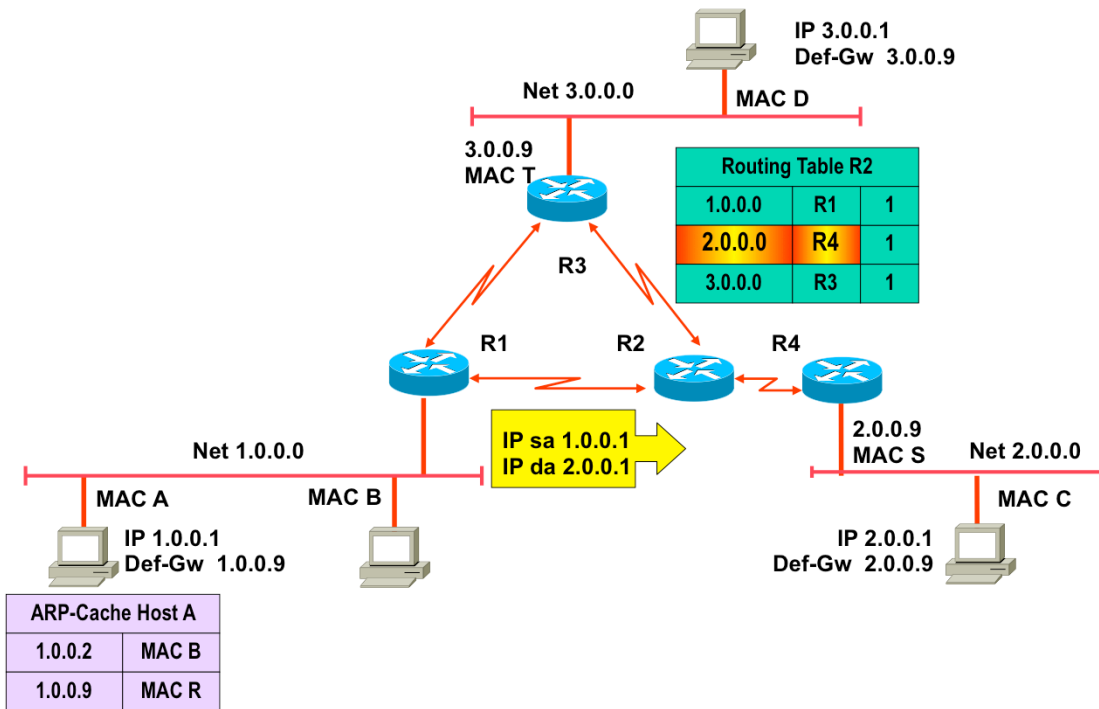 IP 3.0.0.1
Def-Gw 3.0.0.9
Net 3.0.0.0
MAC D
3.0.0.9
MAC T
Routing Table R2
1.0.0.0 R1 1
2.0.0.0 R4 1
3.0.0.0 R3 1
R3
R1
R2
R4
IP sa 1.0.0.1
IP da 2.0.0.1
2.0.0.9
MAC S
Net 1.0.0.0
Net 2.0.0.0
MAC A
MAC B
MAC C
IP 1.0.0.1
Def-Gw 1.0.0.9
IP 2.0.0.1
Def-Gw 2.0.0.9
ARP-Cache Host A
1.0.0.2 MAC B
1.0.0.9 MAC R